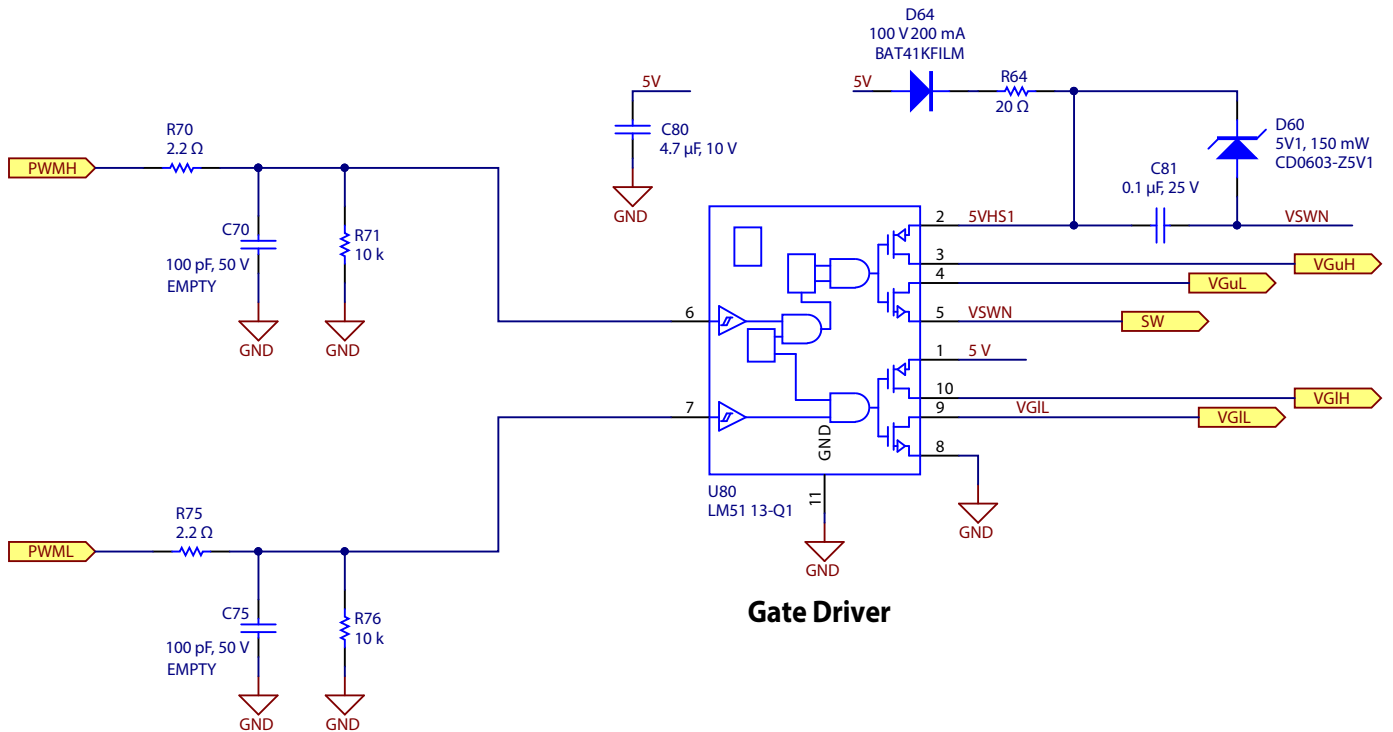 D64
100 V 200 mA
BAT41KFILM
5V
5V
R64
20 Ω
C80
4.7 µF, 10 V
GND
D60
5V1, 150 mW
CD0603-Z5V1
C81
0.1 µF, 25 V
R70
2.2 Ω
PWMH
C70
100 pF, 50 V
EMPTY
R71
10 k
GND
GND
2
5VHS1
VSWN
3
VGuH
4
VGuL
5
VSWN
SW
6
1
5 V
10
VGlH
9
VGlL
VGlL
7
8
GND
GND
U80
LM51 13-Q1
11
GND
R75
2.2 Ω
PWML
C75
100 pF, 50 V
EMPTY
R76
10 k
GND
GND
Gate Driver